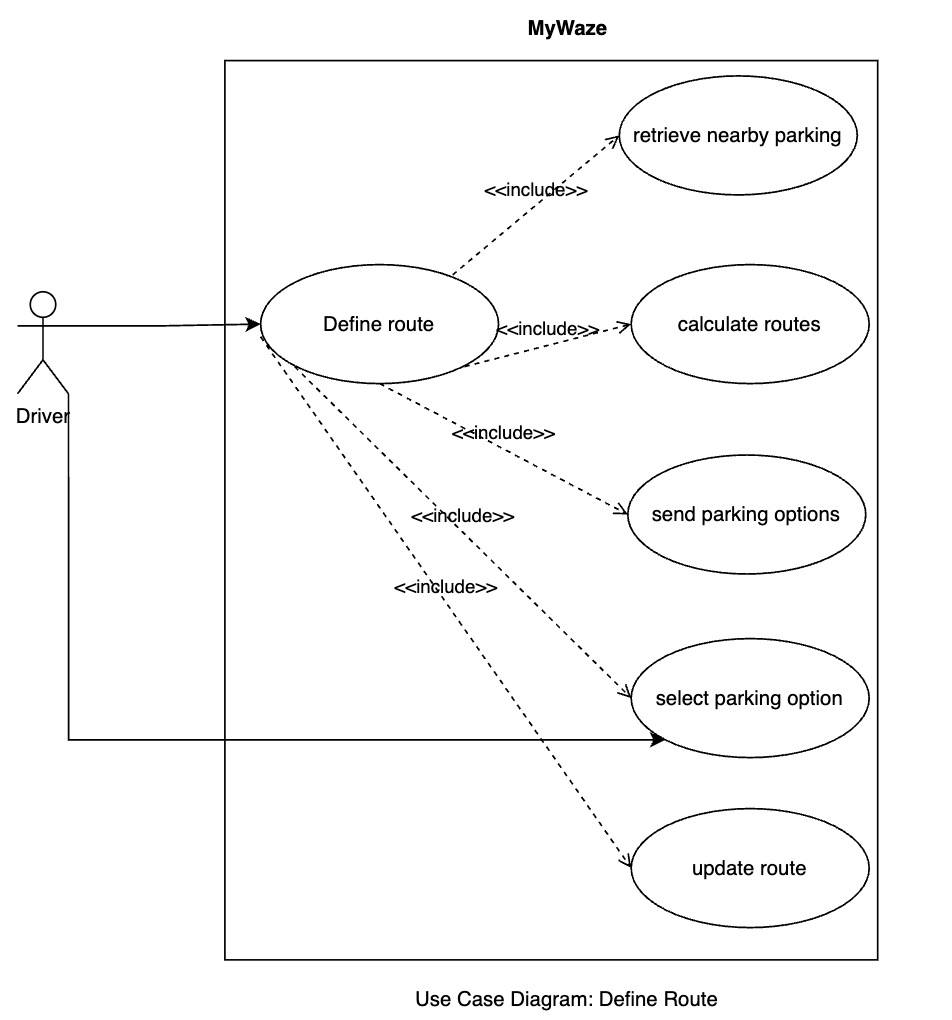 MyWaze
retrieve nearby parking
<<include>>
Define route
<<include>>
calculate routes
Driver
<<include>>
send parking options
<<include>>
<<include>>
select parking option
update route
Use Case Diagram: Define Route